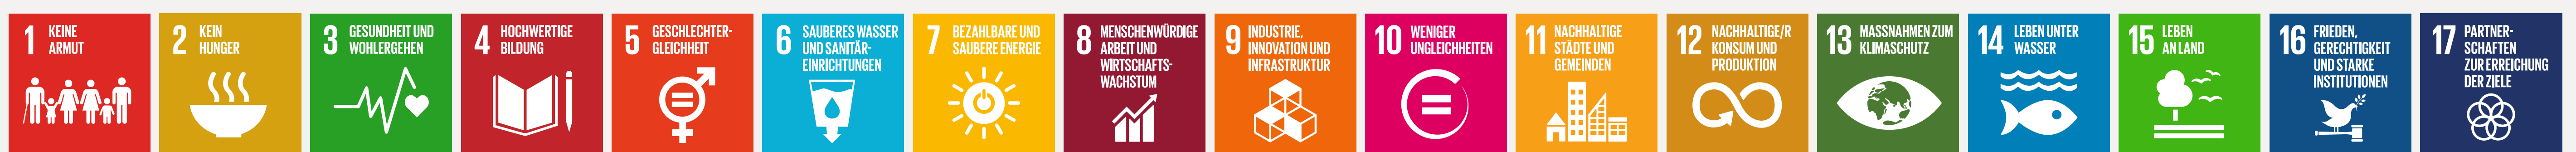 1 KEINE
ARMUT
2 KEIN
HUNGER
3 GESUNDHEIT UND
WOHLERGEHEN
4 HOCHWERTIGE
BILDUNG
5 GESCHLECHTER-
GLEICHHEIT
6 SAUBERES WASSER
UND SANITÄR-
EINRICHTUNGEN
7 BEZAHLBARE UND
SAUBERE ENERGIE
8 MENSCHENWÜRDIGE
ARBEIT UND
WIRTSCHAFTS-
WACHSTUM
9 INDUSTRIE,
INNOVATION UND
INFRASTRUKTUR
10 WENIGER
UNGLEICHHEITEN
11 NACHHALTIGE
STÄDTE UND
GEMEINDEN
12 NACHHALTIGE/R
KONSUM UND
PRODUKTION
13 MASSNAHMEN ZUM
KLIMASCHUTZ
14 LEBEN UNTER
WASSER
15 LEBEN
AN LAND
16 FRIEDEN,
GERECHTIGKEIT
UND STARKE
INSTITUTIONEN
17 PARTNER-
SCHAFTEN
ZUR ERREICHUNG
DER ZIELE